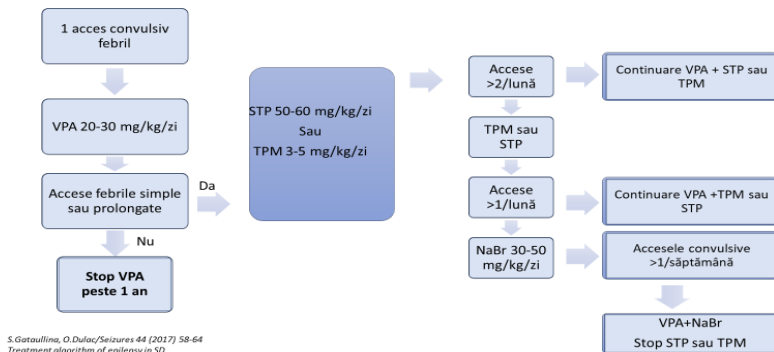 1 acces convulsiv
febril
VPA 20-30 mg/kg/zi
Accese febrile simple
sau prolongate
Da
Nu
Stop VPA
peste 1 an
STP 50-60 mg/kg/zi
Sau
TPM 3-5 mg/kg/zi
Accese
>2/lună
Continuare VPA + STP sau
TPM
TPM sau
STP
Accese
>1/lună
Continuare VPA +TPM sau
STP
NaBr 30-50
mg/kg/zi
Accesele convulsive
>1/săptămână
VPA+NaBr
Stop STP sau TPM
S.Gataullina, O.Dulac/Seizures 44 (2017) 58-64
Treatment algorithm of epilepsy in SD